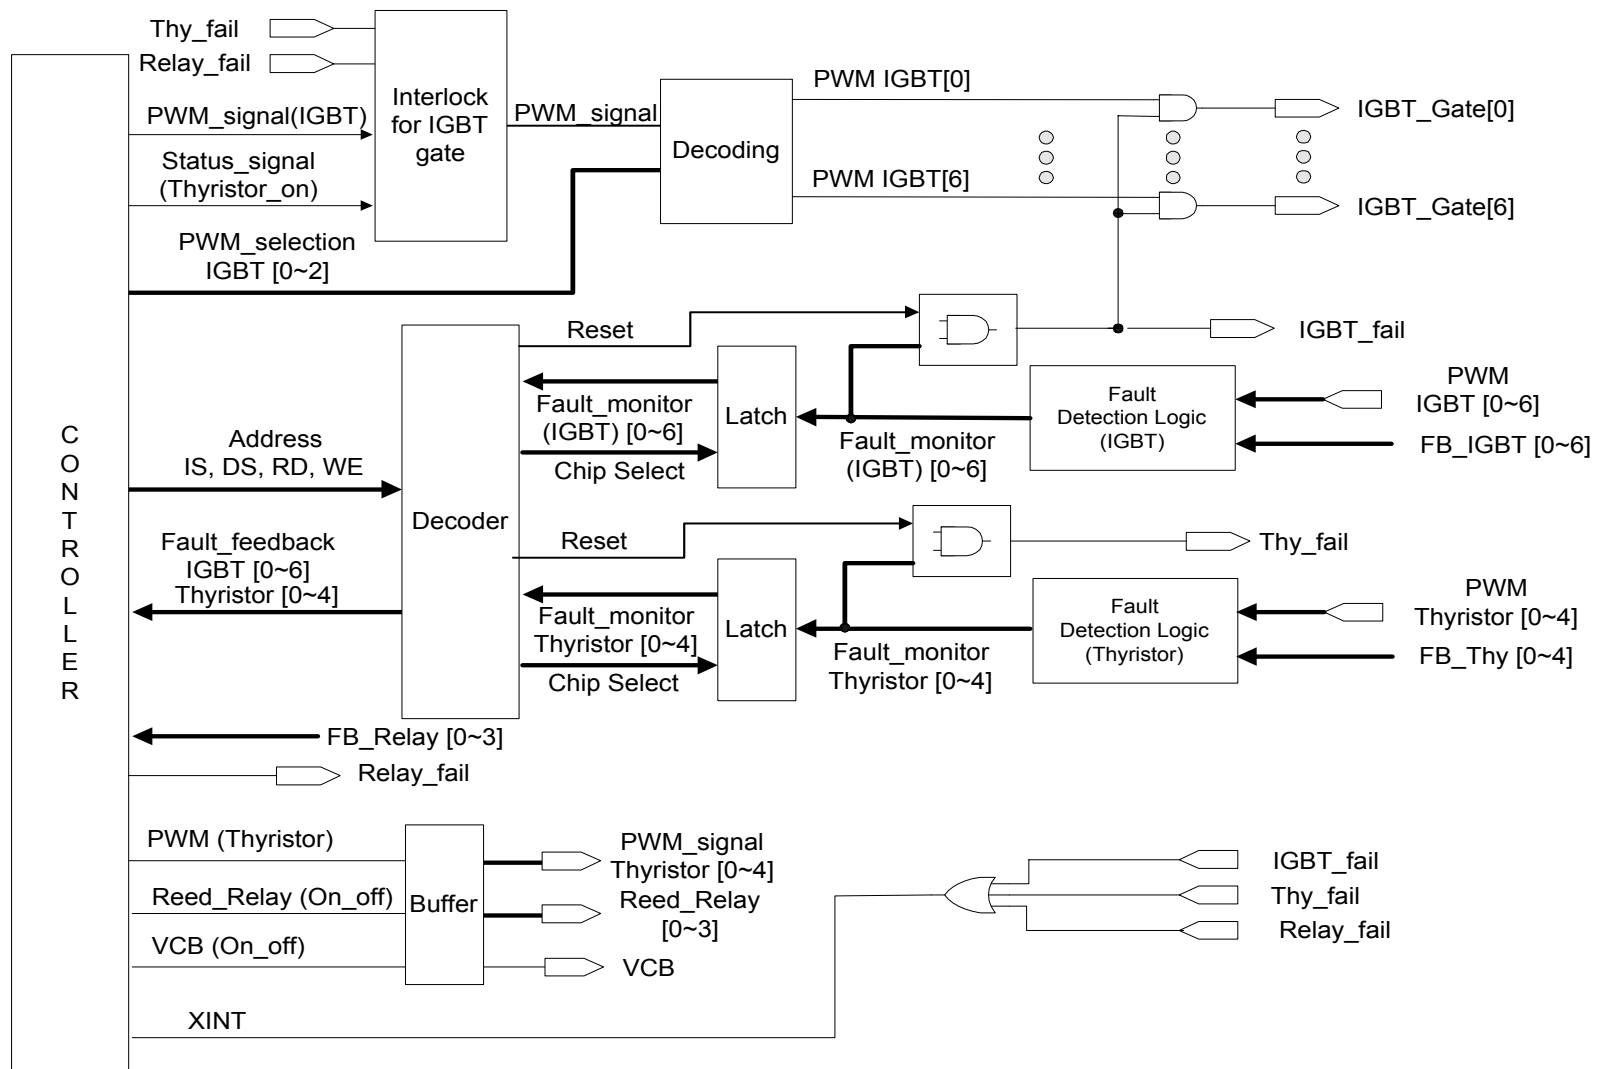 Thy_fail
Relay_fail
PWM_signal(IGBT)
Status_signal
(Thyristor_on)
PWM_selection
IGBT [0~2]
Interlock
for IGBT
gate
PWM_signal
Decoding
PWM IGBT[0]
PWM IGBT[6]
IGBT_Gate[0]
IGBT_Gate[6]
CONTROLLER
Address
IS, DS, RD, WE
Fault_feedback
IGBT [0~6]
Thyristor [0~4]
Decoder
Reset
Fault_monitor
(IGBT) [0~6]
Chip Select
Latch
Fault_monitor
(IGBT) [0~6]
IGBT_fail
Fault
Detection Logic
(IGBT)
PWM
IGBT [0~6]
FB_IGBT [0~6]
Reset
Fault_monitor
Thyristor [0~4]
Chip Select
Latch
Fault_monitor
Thyristor [0~4]
Thy_fail
Fault
Detection Logic
(Thyristor)
PWM
Thyristor [0~4]
FB_Thy [0~4]
FB_Relay [0~3]
Relay_fail
PWM (Thyristor)
Reed_Relay (On_off)
VCB (On_off)
Buffer
PWM_signal
Thyristor [0~4]
Reed_Relay
[0~3]
VCB
XINT
IGBT_fail
Thy_fail
Relay_fail